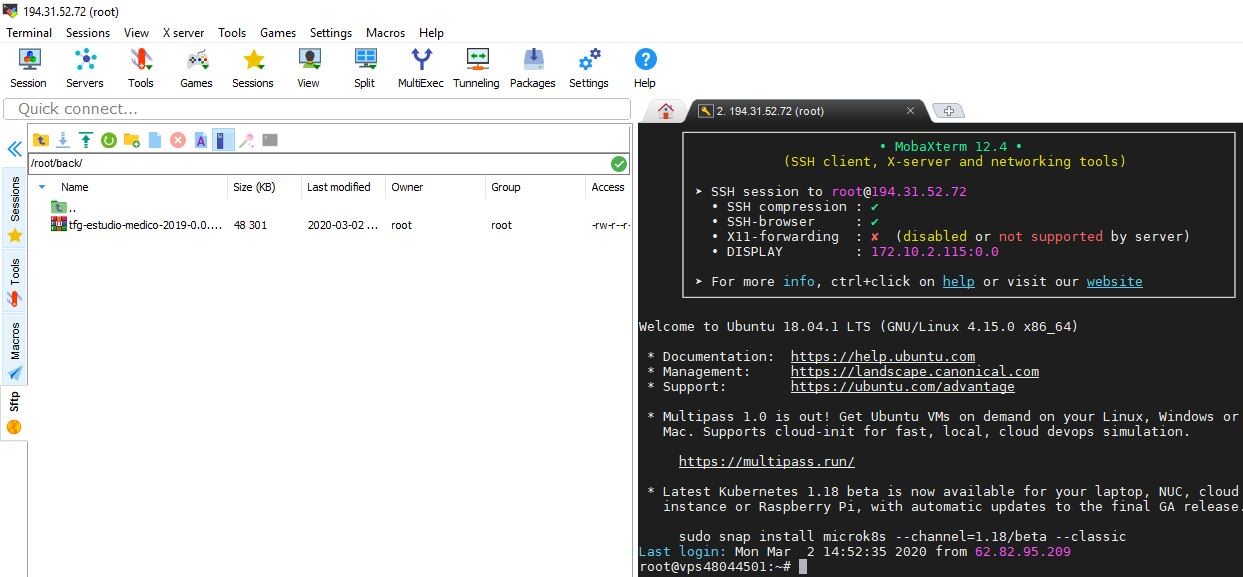 194.31.52.72 (root)
Terminal Sessions View X server Tools Games Settings Macros Help
Session Servers Tools Games Sessions View Split MultiExec Tunneling Packages Settings Help
Quick connect...
2. 194.31.52.72 (root)
/root/back/
Name Size (KB) Last modified Owner Group Access
..
tfg-estudio-medico-2019-0.0.... 48 301 2020-03-02 ... root root -rw-r--r-
Sessions
Tools
Macros
Sftp
• MobaXterm 12.4 •
(SSH client, X-server and networking tools)
➤ SSH session to root@194.31.52.72
• SSH compression : ✔
• SSH-browser : ✔
• X11-forwarding : ✘ (disabled or not supported by server)
• DISPLAY : 172.10.2.115:0.0
➤ For more info, ctrl+click on help or visit our website
Welcome to Ubuntu 18.04.1 LTS (GNU/Linux 4.15.0 x86_64)
* Documentation: https://help.ubuntu.com
* Management: https://landscape.canonical.com
* Support: https://ubuntu.com/advantage
* Multipass 1.0 is out! Get Ubuntu VMs on demand on your Linux, Windows or
Mac. Supports cloud-init for fast, local, cloud devops simulation.
https://multipass.run/
* Latest Kubernetes 1.18 beta is now available for your laptop, NUC, cloud
instance or Raspberry Pi, with automatic updates to the final GA release.
sudo snap install microk8s --channel=1.18/beta --classic
Last login: Mon Mar 2 14:52:35 2020 from 62.82.95.209
root@vps48044501:~#